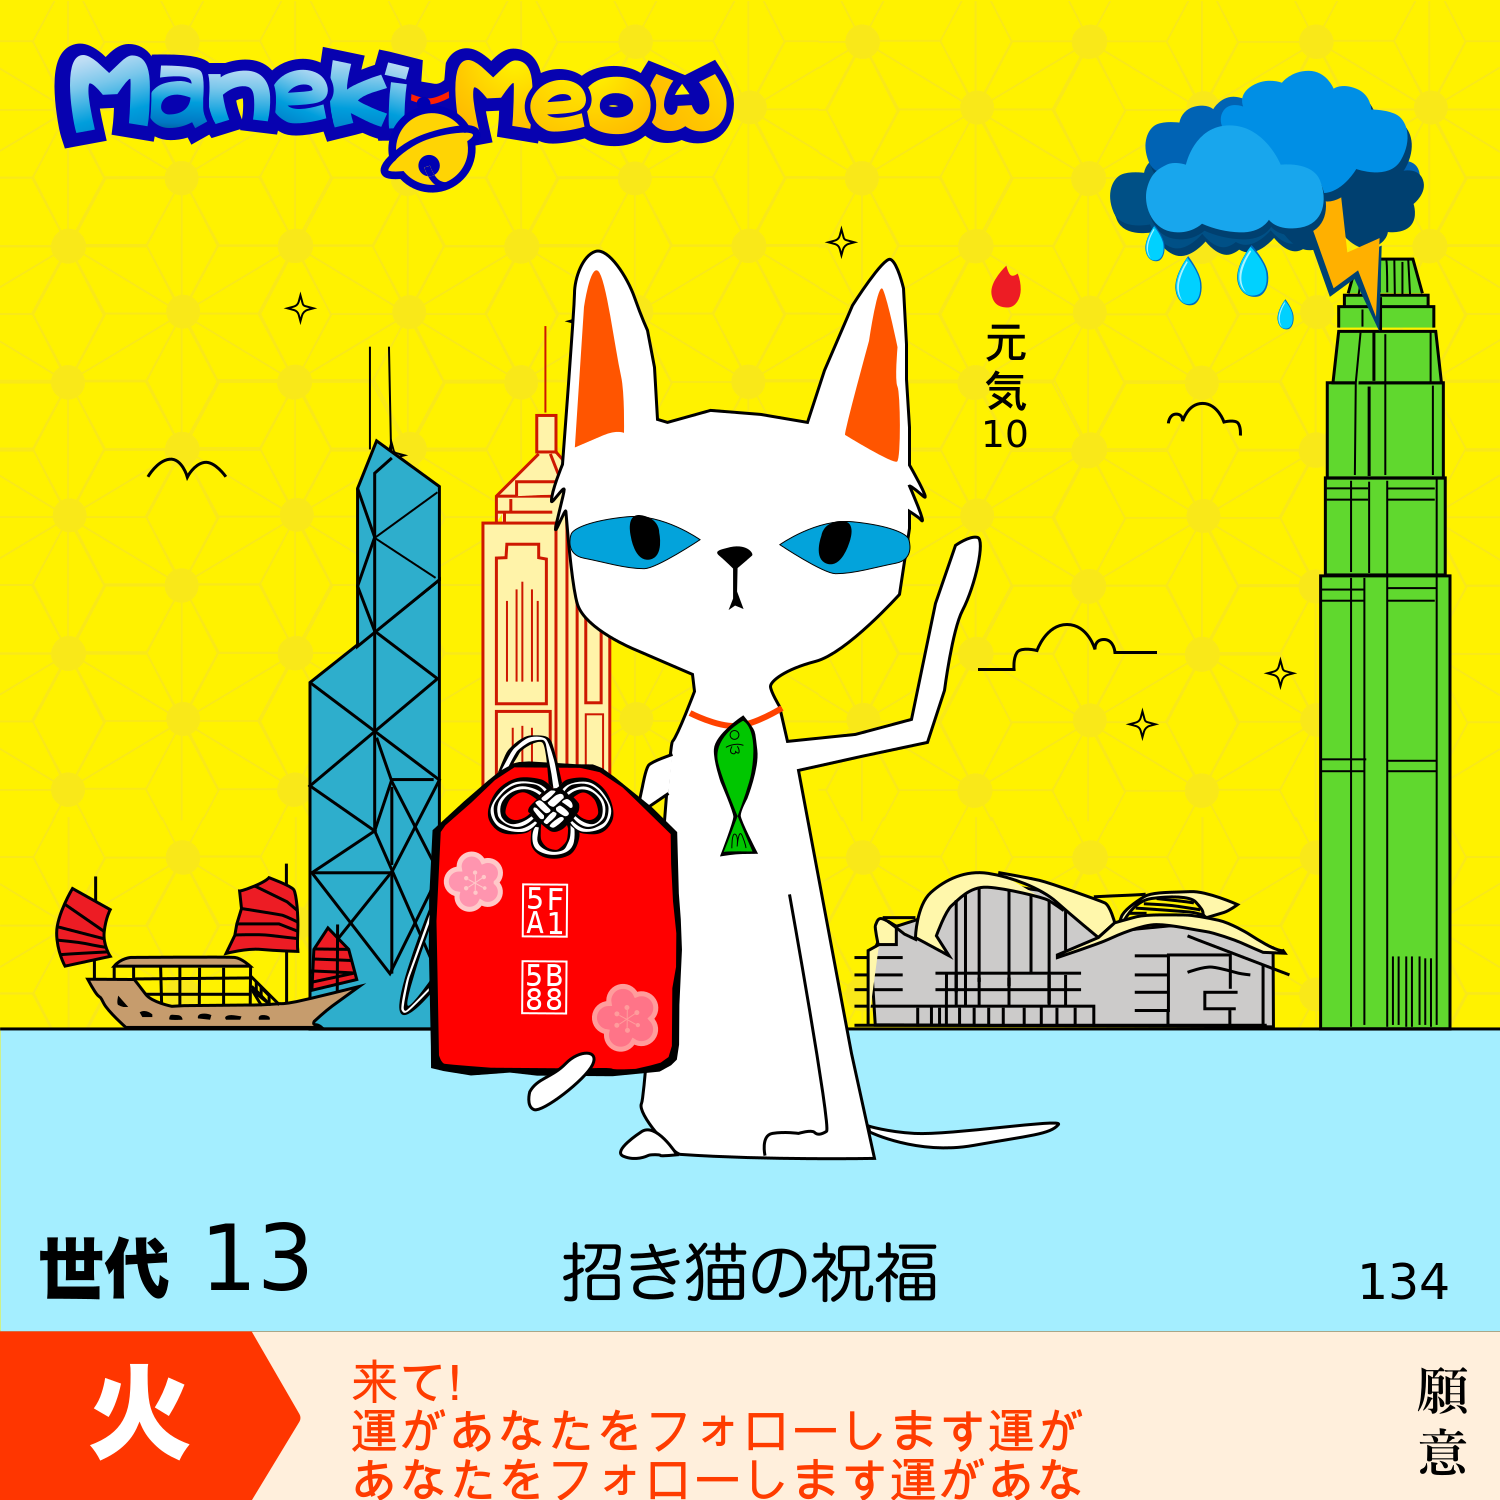 Maneki-Meow
元
気
10
5F
A1
5B
88
世代 13
招き猫の祝福
134
火
来て!
運があなたをフォローします運が
あなたをフォローします運があな
願
意